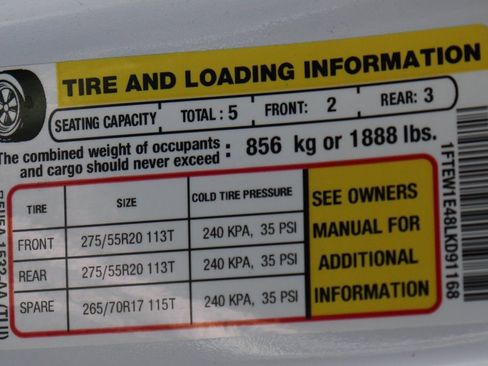 TIRE AND LOADING INFORMATION
SEATING CAPACITY TOTAL : 5 FRONT: 2 REAR: 3
The combined weight of occupants
and cargo should never exceed : 856 kg or 1888 lbs.
TIRE SIZE COLD TIRE PRESSURE
FRONT 275/55R20 113T 240 KPA, 35 PSI
REAR 275/55R20 113T 240 KPA, 35 PSI
SPARE 265/70R17 115T 240 KPA, 35 PSI
SEE OWNERS
MANUAL FOR
ADDITIONAL
INFORMATION
1FTEW1E48LKD91168